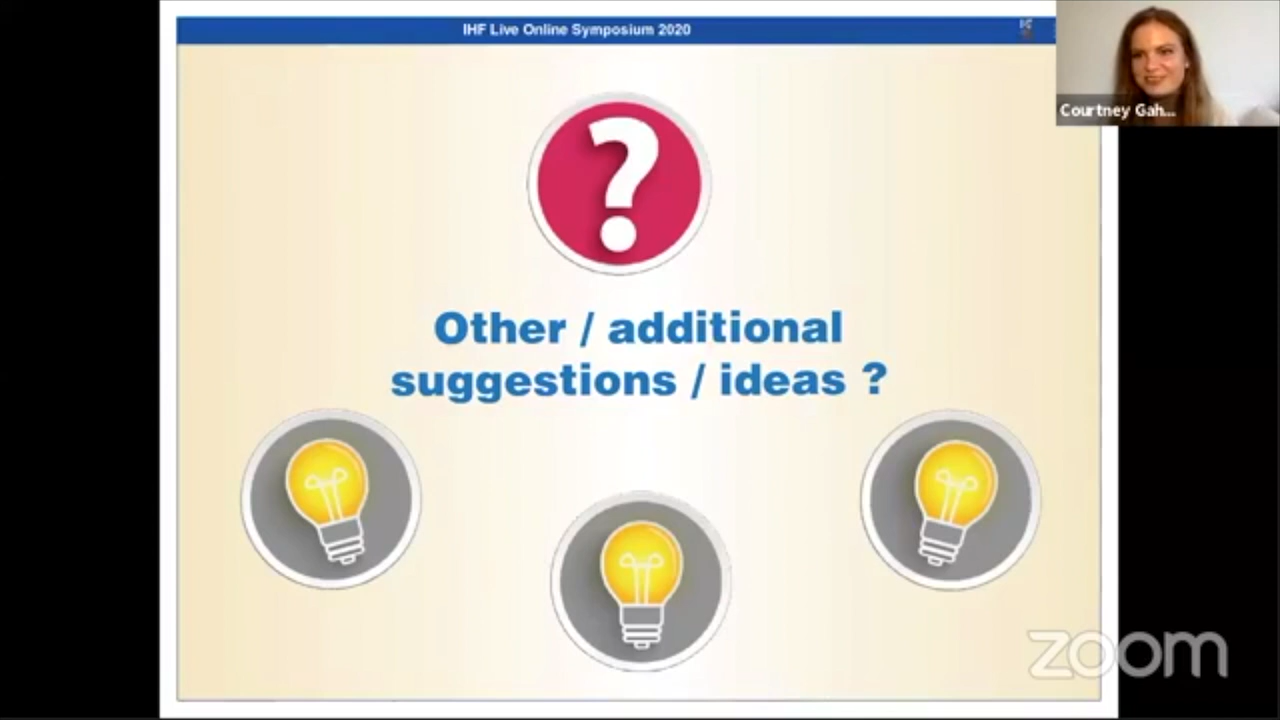 IHF Live Online Symposium 2020
Courtney Gah...
?
Other / additional
suggestions / ideas ?
zoom